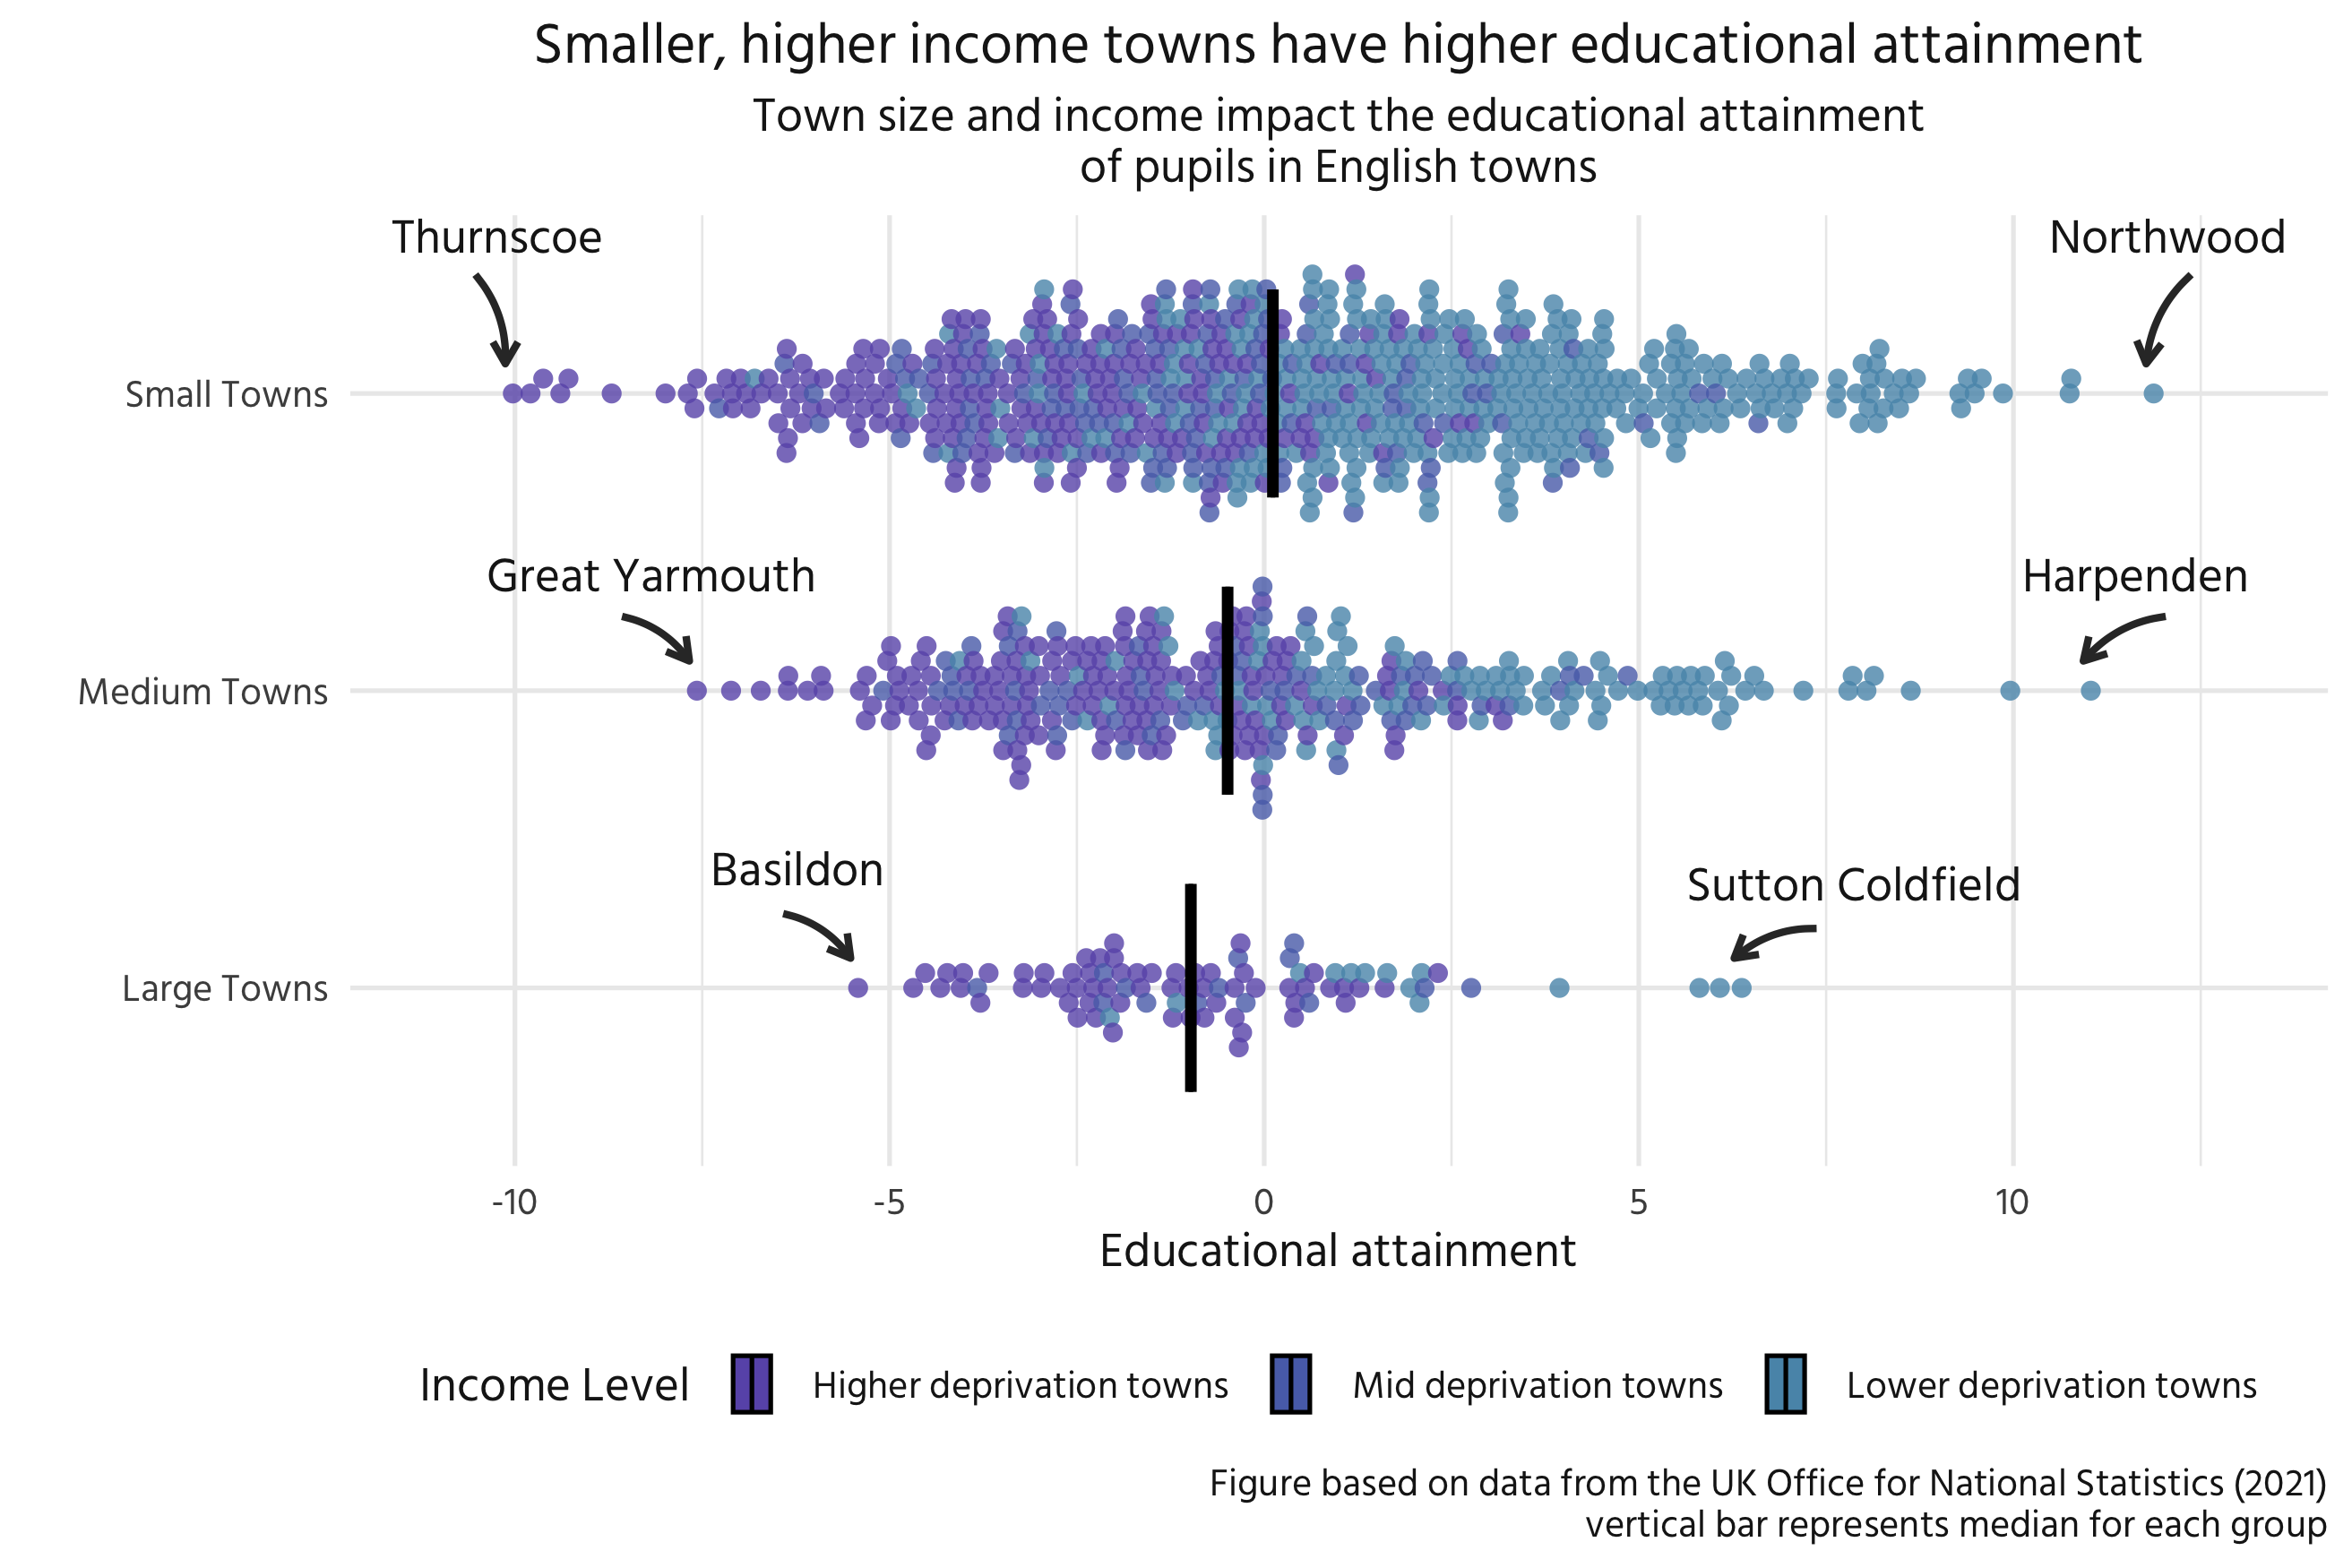 Smaller, higher income towns have higher educational attainment
Town size and income impact the educational attainment
of pupils in English towns
Thurnscoe
Northwood
Small Towns
Great Yarmouth
Harpenden
Medium Towns
Basildon
Sutton Coldfield
Large Towns
-10 -5 0 5 10
Educational attainment
Income Level Higher deprivation towns Mid deprivation towns Lower deprivation towns
Figure based on data from the UK Office for National Statistics (2021)
vertical bar represents median for each group